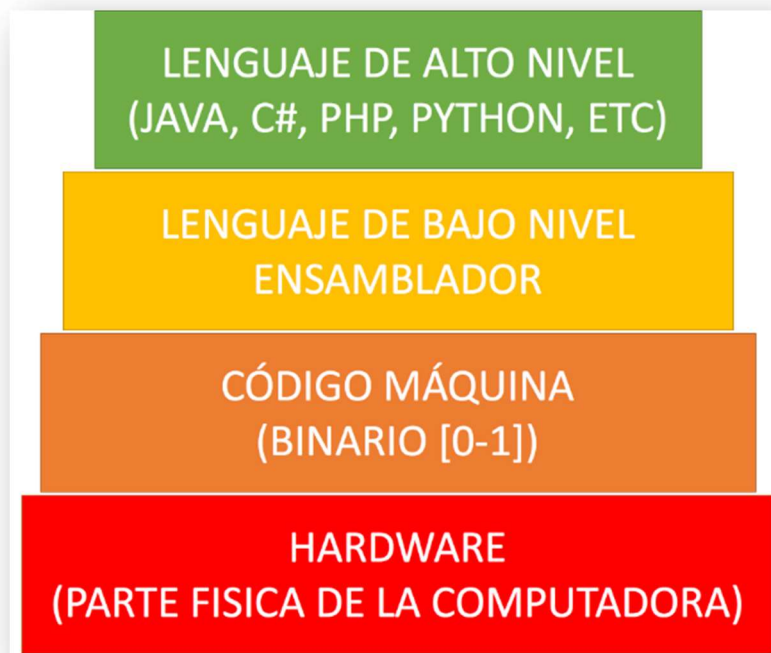 LENGUAJE DE ALTO NIVEL
(JAVA, C#, PHP, PYTHON, ETC)
LENGUAJE DE BAJO NIVEL
ENSAMBLADOR
CÓDIGO MÁQUINA
(BINARIO [0-1])
HARDWARE
(PARTE FISICA DE LA COMPUTADORA)